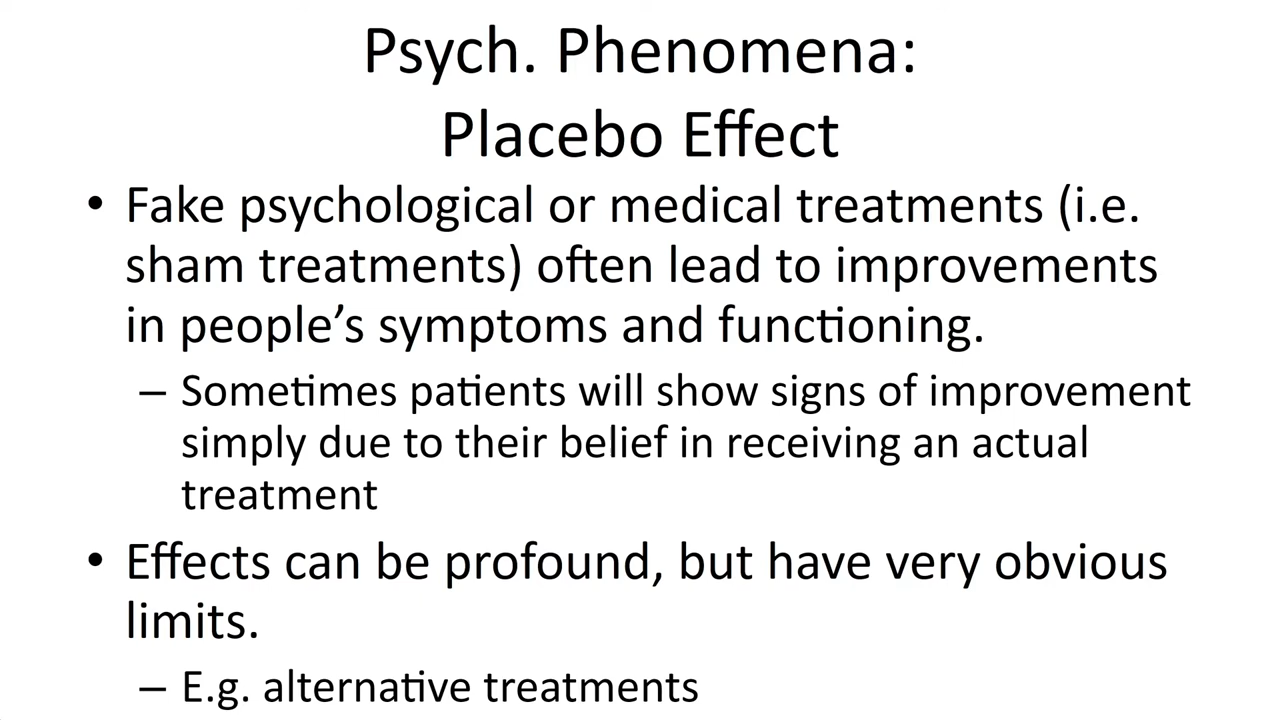 Psych. Phenomena:
Placebo Effect
• Fake psychological or medical treatments (i.e.
sham treatments) often lead to improvements
in people’s symptoms and functioning.
– Sometimes patients will show signs of improvement
simply due to their belief in receiving an actual
treatment
• Effects can be profound, but have very obvious
limits.
– E.g. alternative treatments